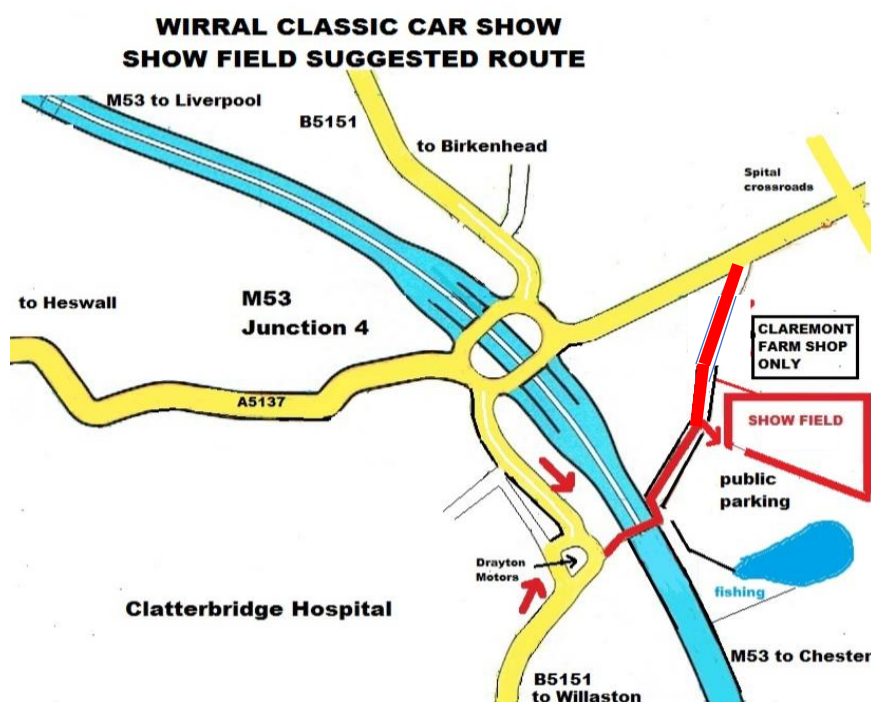 WIRRAL CLASSIC CAR SHOW
SHOW FIELD SUGGESTED ROUTE
M53 to Liverpool
B5151
to Birkenhead
Spital
crossroads
to Heswall
M53
Junction 4
CLAREMONT
FARM SHOP
ONLY
A5137
SHOW FIELD
public
parking
Drayton
Motors
fishing
Clatterbridge Hospital
M53 to Chester
B5151
to Willaston